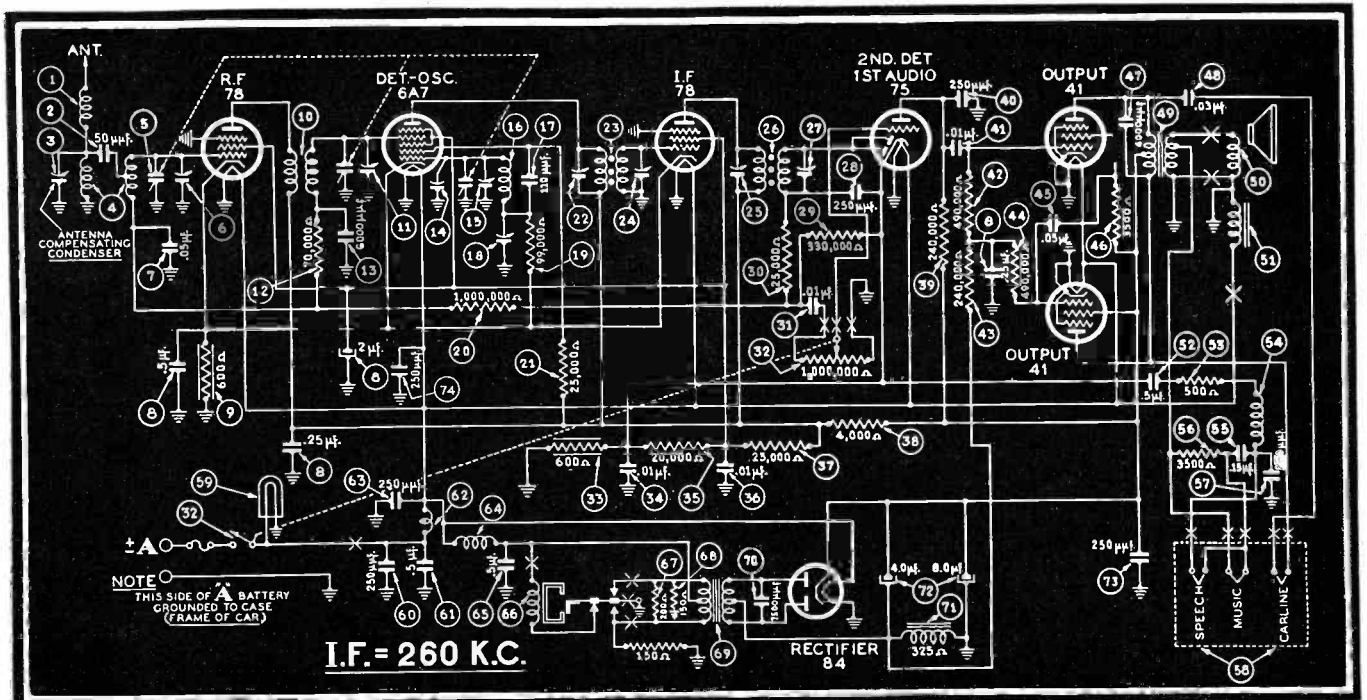 ANT.
1
2
3
50μμf.
4
5
R.F
78
6
ANTENNA
COMPENSATING
CONDENSER
7
.05μf.
8
.5μf.
600Ω
9
10
DET.-OSC.
6A7
70,000Ω
12
6000μμf.
13
11
14
15
16
17
110μμf.
18
99,000Ω
19
1,000,000Ω
20
2μf.
8
250μμf.
74
21
25,000Ω
.25μf.
8
I.F
78
22
23
24
25
26
27
2ND. DET
1ST AUDIO
75
28
250μμf.
29
330,000Ω
30
25,000Ω
.01μf.
31
32
1,000,000Ω
250μμf.
40
.01μf.
41
240,000Ω
39
42
490,000Ω
240,000Ω
43
8
.25μf.
44
490,000Ω
OUTPUT
41
45
.05μf.
46
3500Ω
47
6000μμf.
48
.03μf.
49
50
51
OUTPUT
41
52
.5μf.
53
500Ω
54
56
3500Ω
55
.15μf.
57
4,000Ω
38
600Ω
33
.01μf.
34
20,000Ω
35
.01μf.
36
25,000Ω
37
59
63
250μμf.
62
64
32
±A
NOTE
THIS SIDE OF "A" BATTERY
GROUNDED TO CASE
(FRAME OF CAR)
250μμf.
60
.5μf.
61
.5μf.
65
66
67
200Ω
150Ω
68
69
150Ω
70
7500μμf.
RECTIFIER
84
4.0μf.
8.0μf.
72
71
325Ω
250μμf.
73
SPEECH
MUSIC
CARLINE
58
I.F. = 260 K.C.